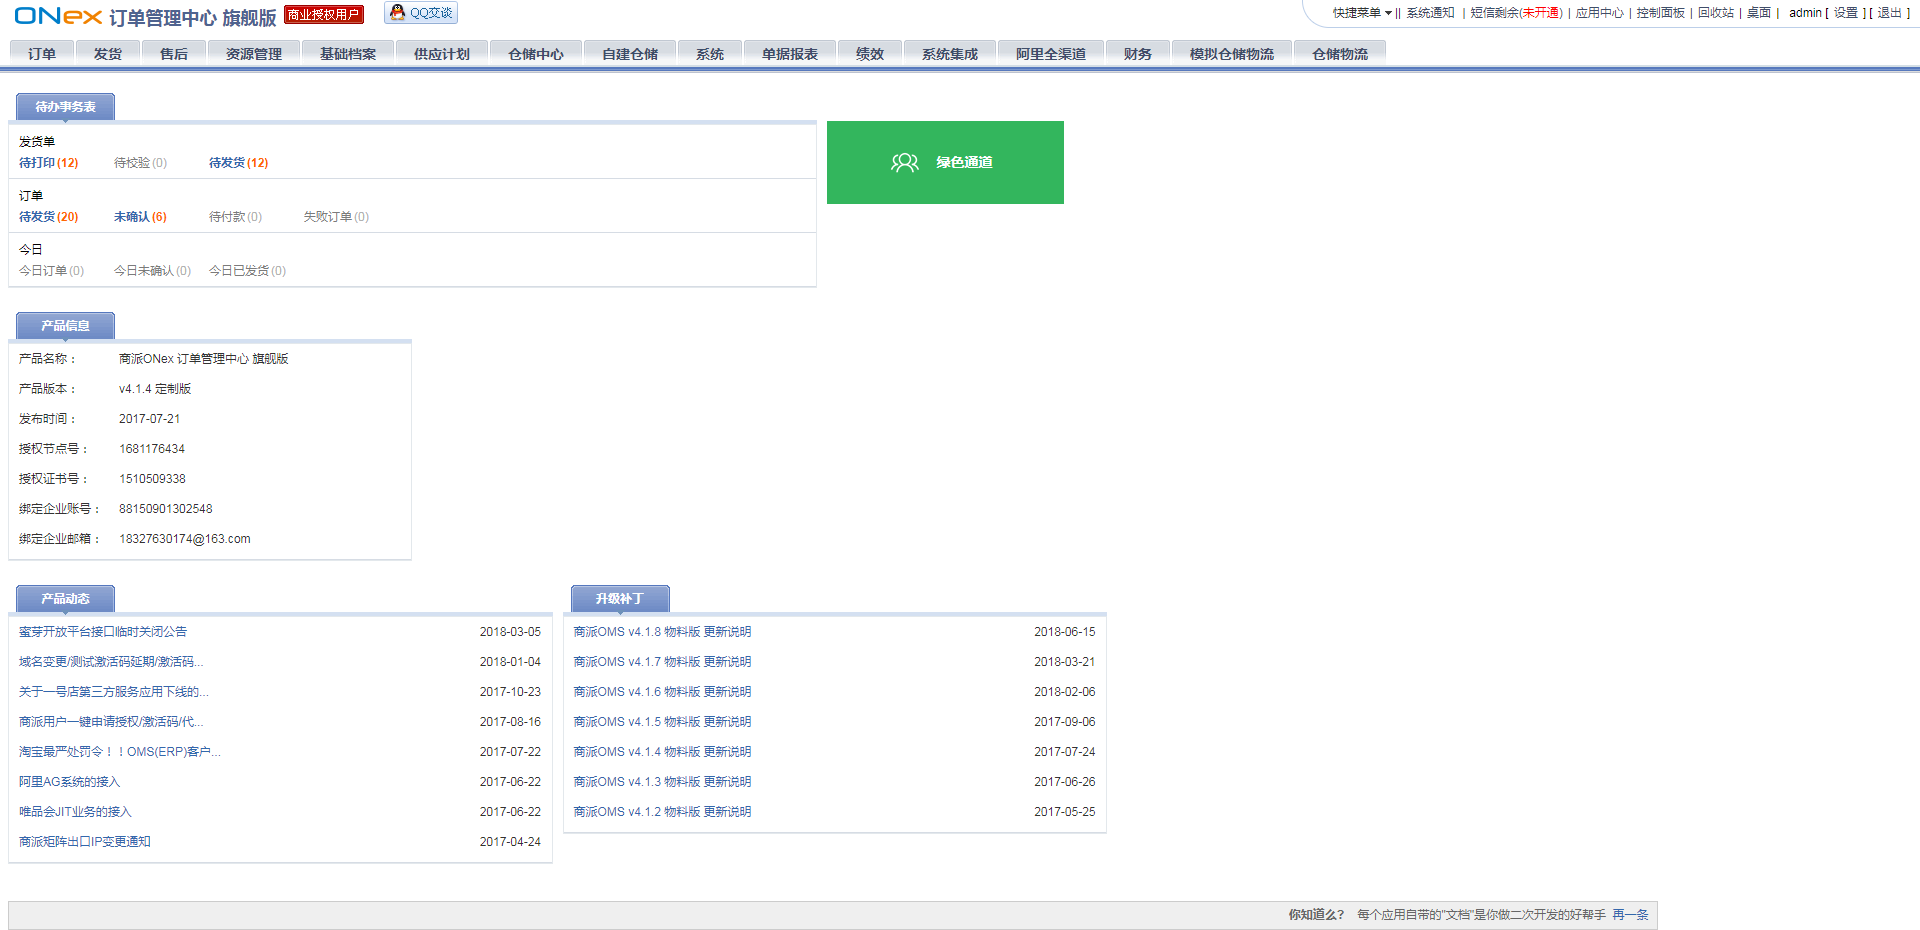 ONex 订单管理中心 旗舰版 商业授权用户 QQ交谈 快捷菜单 || 系统通知 | 短信剩余(未开通) | 应用中心 | 控制面板 | 回收站 | 桌面 | admin [ 设置 ] [ 退出 ]
订单 发货 售后 资源管理 基础档案 供应计划 仓储中心 自建仓储 系统 单据报表 绩效 系统集成 阿里全渠道 财务 模拟仓储物流 仓储物流
待办事务表
发货单
待打印(12) 待校验(0) 待发货(12)
绿色通道
订单
待发货(20) 未确认(6) 待付款(0) 失败订单(0)
今日
今日订单(0) 今日未确认(0) 今日已发货(0)
产品信息
产品名称： 商派ONex 订单管理中心 旗舰版
产品版本： v4.1.4 定制版
发布时间： 2017-07-21
授权节点号： 1681176434
授权证书号： 1510509338
绑定企业账号： 88150901302548
绑定企业邮箱： 18327630174@163.com
产品动态
蜜芽开放平台接口临时关闭公告 2018-03-05
域名变更/测试激活码延期/激活码... 2018-01-04
关于一号店第三方服务应用下线的... 2017-10-23
商派用户一键申请授权/激活码/代... 2017-08-16
淘宝最严处罚令！！OMS(ERP)客户... 2017-07-22
阿里AG系统的接入 2017-06-22
唯品会JIT业务的接入 2017-06-22
商派矩阵出口IP变更通知 2017-04-24
升级补丁
商派OMS v4.1.8 物料版 更新说明 2018-06-15
商派OMS v4.1.7 物料版 更新说明 2018-03-21
商派OMS v4.1.6 物料版 更新说明 2018-02-06
商派OMS v4.1.5 物料版 更新说明 2017-09-06
商派OMS v4.1.4 物料版 更新说明 2017-07-24
商派OMS v4.1.3 物料版 更新说明 2017-06-26
商派OMS v4.1.2 物料版 更新说明 2017-05-25
你知道么? 每个应用自带的"文档"是你做二次开发的好帮手 再一条